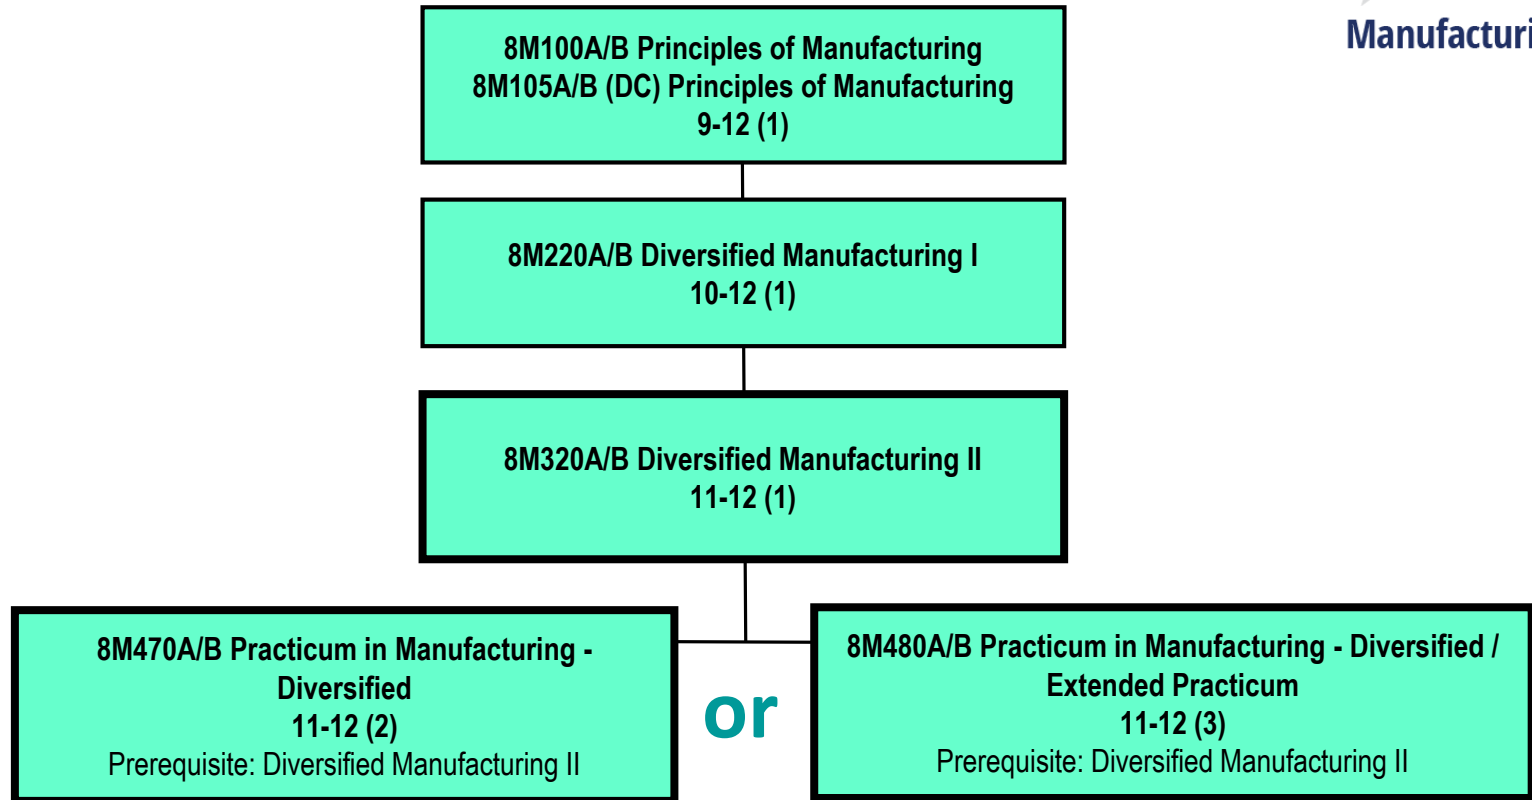 Manufacturi
8M100A/B Principles of Manufacturing
8M105A/B (DC) Principles of Manufacturing
9-12 (1)
8M220A/B Diversified Manufacturing I
10-12 (1)
8M320A/B Diversified Manufacturing II
11-12 (1)
8M470A/B Practicum in Manufacturing -
Diversified
11-12 (2)
Prerequisite: Diversified Manufacturing II
or
8M480A/B Practicum in Manufacturing - Diversified /
Extended Practicum
11-12 (3)
Prerequisite: Diversified Manufacturing II